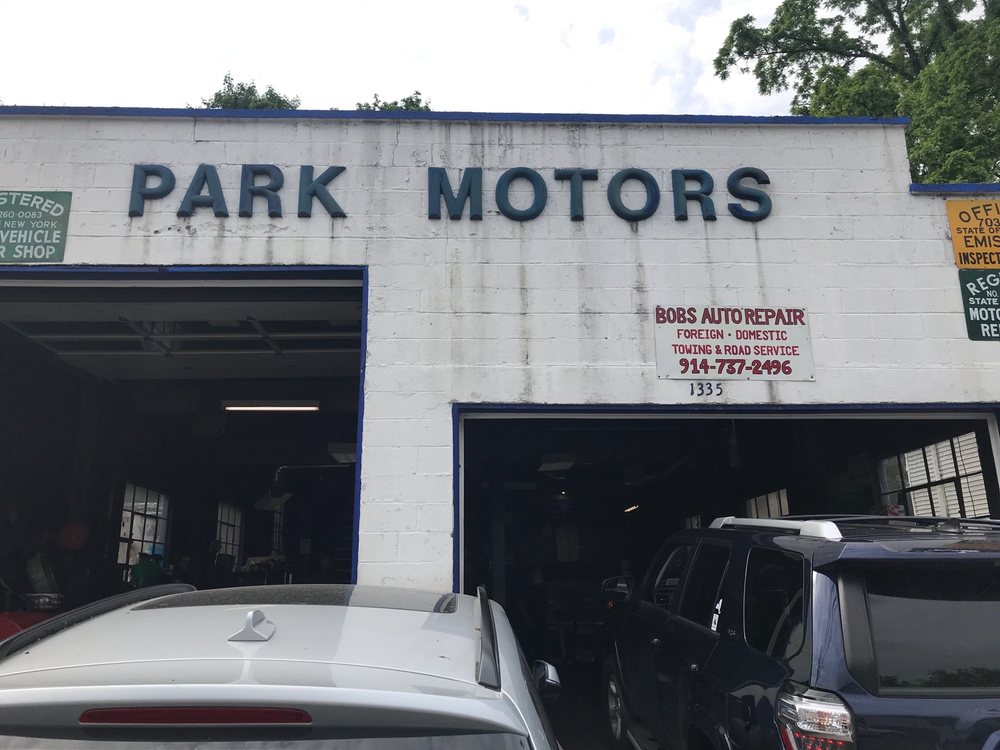 PARK MOTORS
STERED
260-0083
NEW YORK
VEHICLE
R SHOP
BOBS AUTO REPAIR
FOREIGN · DOMESTIC
TOWING & ROAD SERVICE
914-737-2496
1335
OFFI
703
STATE OF
EMIS
INSPECT
REG
NO
STATE
MOTO
RE